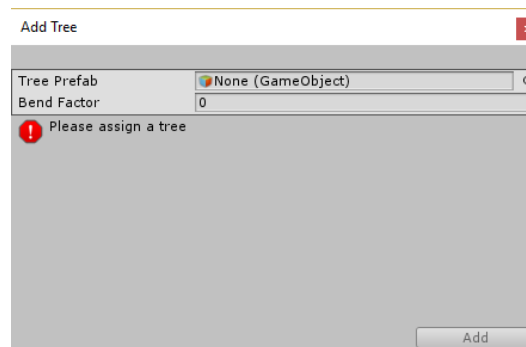 Add Tree
Tree Prefab None (GameObject)
Bend Factor 0
Please assign a tree
Add